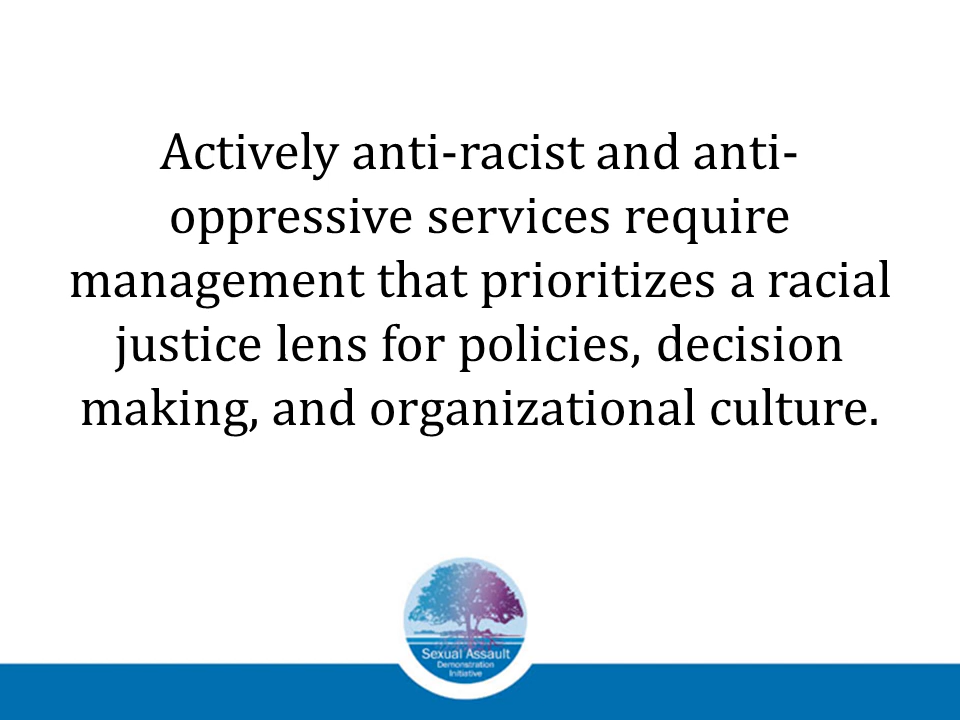 Actively anti-racist and anti-
oppressive services require
management that prioritizes a racial
justice lens for policies, decision
making, and organizational culture.
Sexual Assault
Demonstration
Initiative